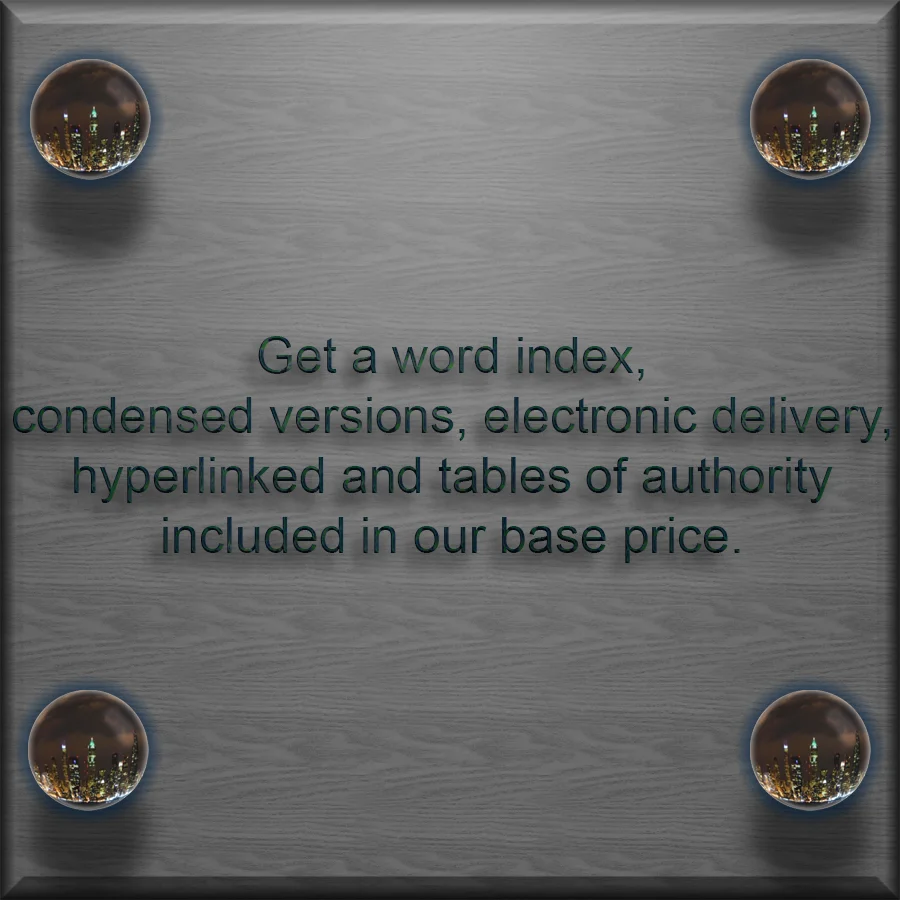 Get a word index,
condensed versions, electronic delivery,
hyperlinked and tables of authority
included in our base price.